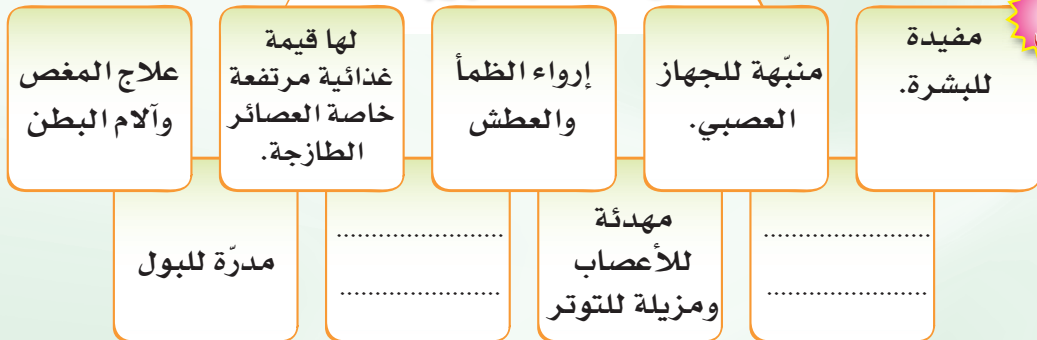 مفيدة
للبشرة.
منبّهة للجهاز
العصبي.
إرواء الظمأ
والعطش
لها قيمة
غذائية مرتفعة
خاصة العصائر
الطازجة.
علاج المغص
وآلام البطن
........................
.......................
مهدئة
للأعصاب
ومزيلة للتوتر
........................
.......................
مدرّة للبول